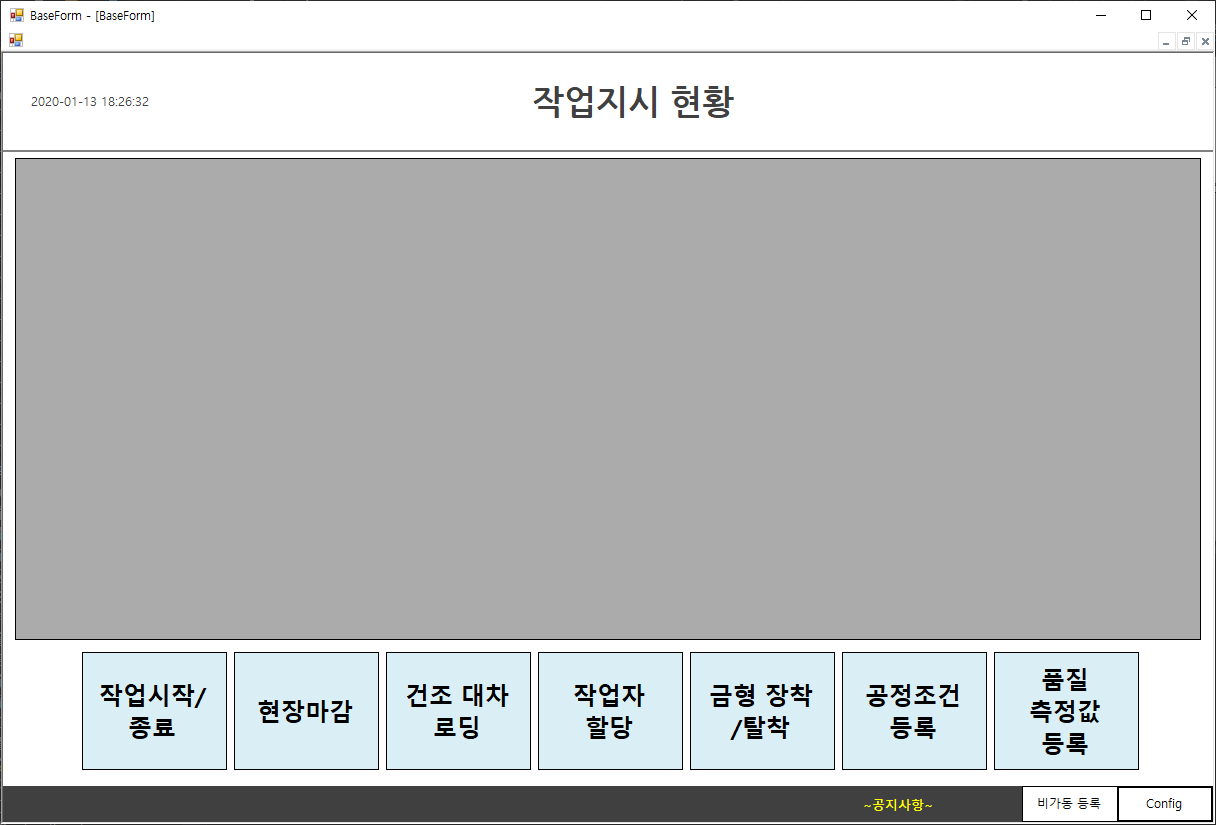 BaseForm - [BaseForm]
2020-01-13 18:26:32
작업지시 현황
작업시작/
종료
현장마감
건조 대차
로딩
작업자
할당
금형 장착
/탈착
공정조건
등록
품질
측정값
등록
~공지사항~
비가동 등록
Config